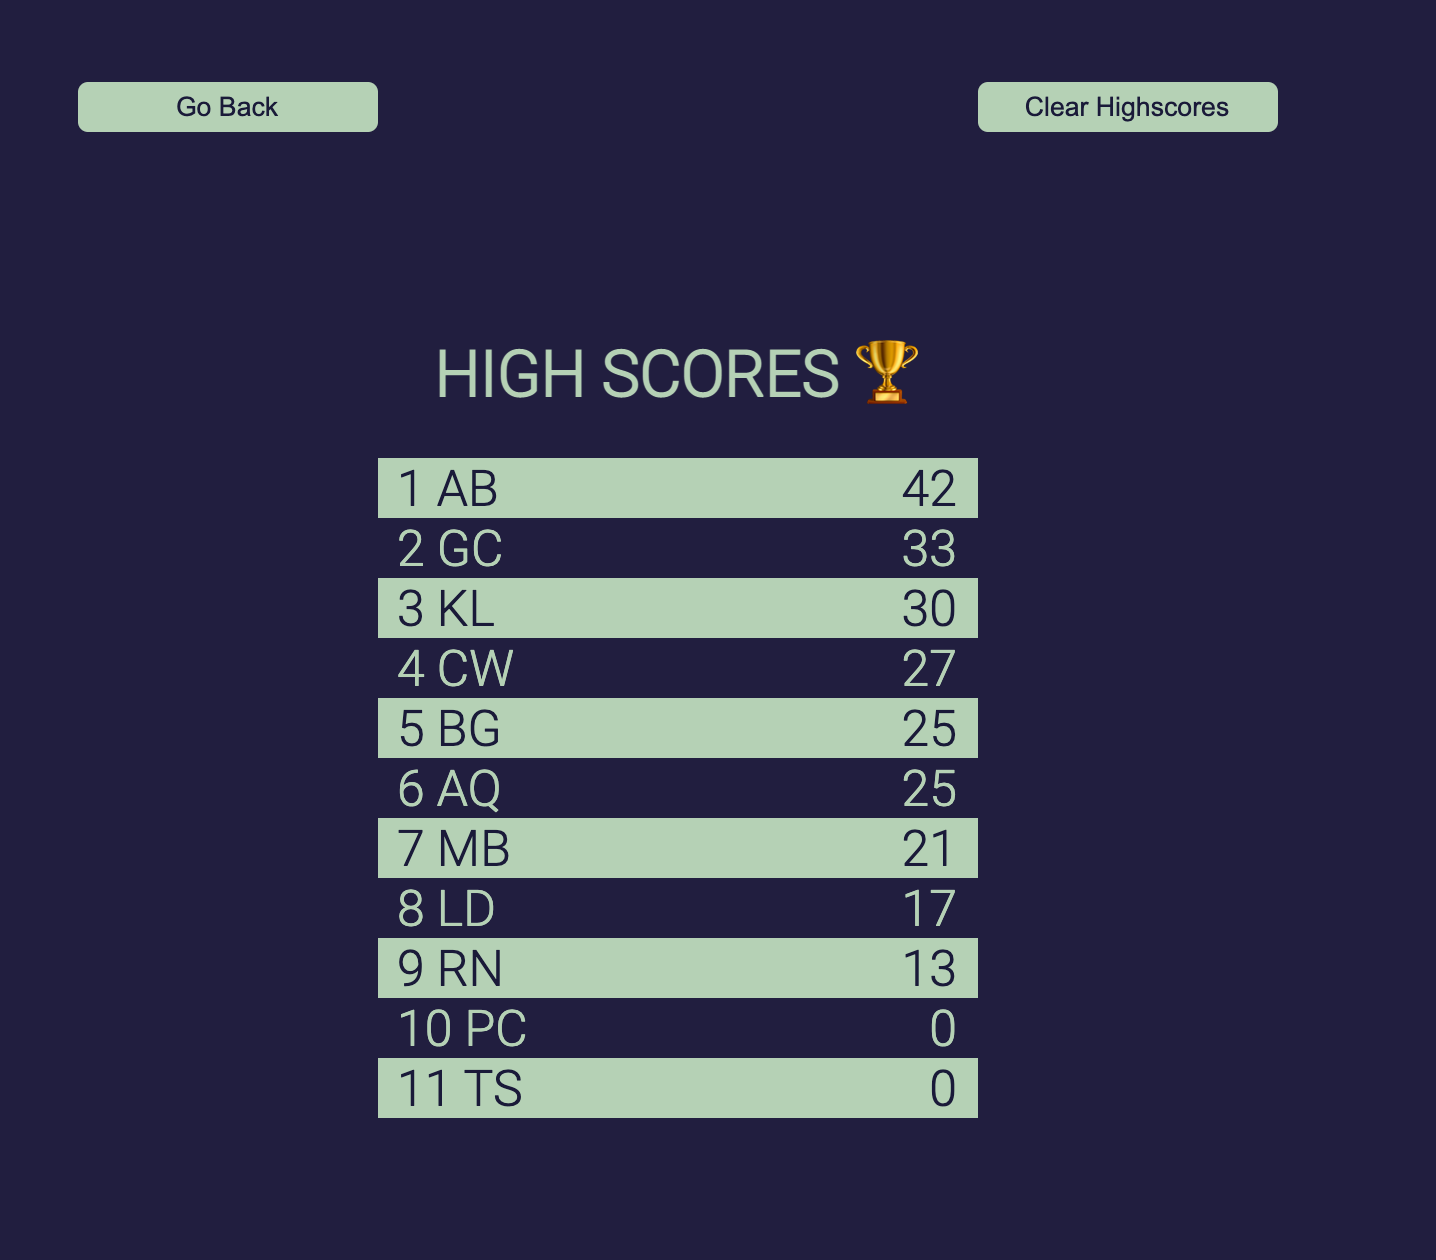 Go Back
Clear Highscores
HIGH SCORES 🏆
1 AB 42
2 GC 33
3 KL 30
4 CW 27
5 BG 25
6 AQ 25
7 MB 21
8 LD 17
9 RN 13
10 PC 0
11 TS 0